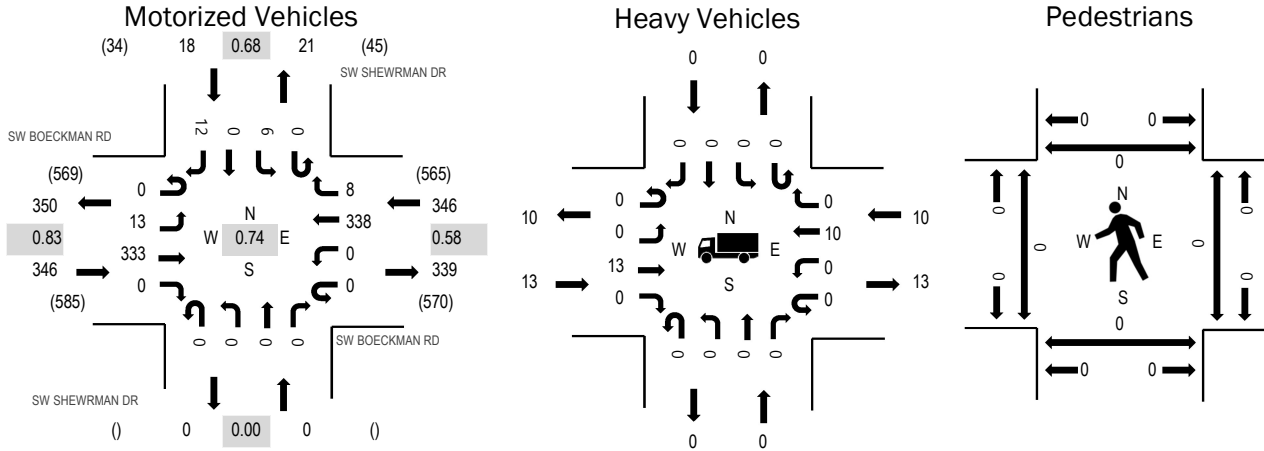 Motorized Vehicles
(34) 18 0.68 21 (45)
SW SHEWRMAN DR
SW BOECKMAN RD
12 0 6 0
(569) 0 8 (565)
350 346
13 N 338
0.83 W 0.74 E 0.58
333 0
346 S 339
0 0
(585) (570)
0 0 0 0
SW BOECKMAN RD
SW SHEWRMAN DR
() 0 0.00 0 ()
Heavy Vehicles
0 0
0 0 0 0
0 0
10 N 10
0 10
W E
13 0
13 S 13
0 0
0 0 0 0
0 0
Pedestrians
0 0
0
N
0 0
W E
0 0
0 0
S
0
0 0